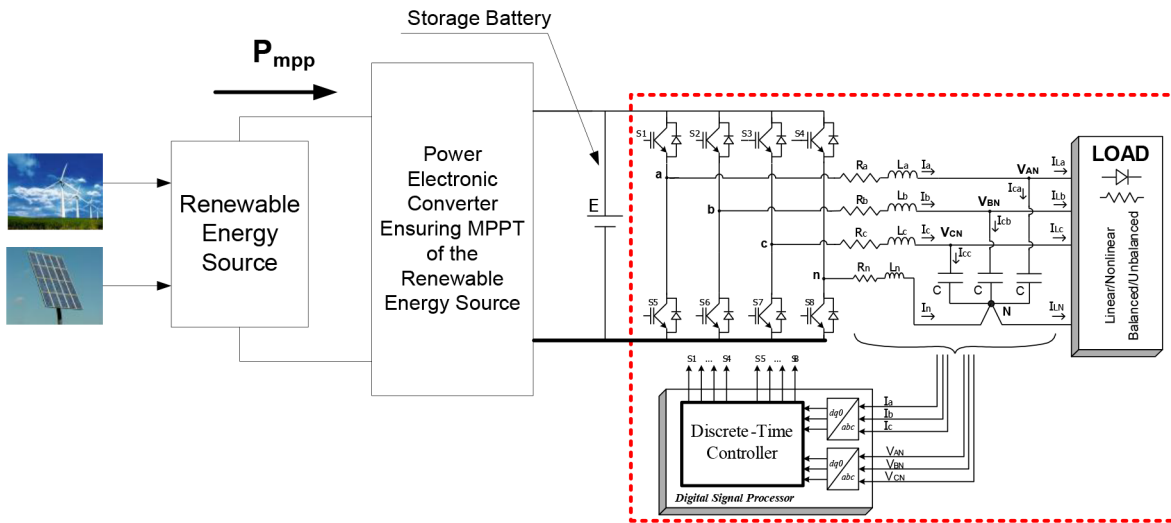 Storage Battery
P mpp
Renewable
Energy
Source
Power
Electronic
Converter
Ensuring MPPT
of the
Renewable
Energy Source
E
S1
S2
S3
S4
a
b
c
n
Ra
La
Ia
Rb
Lb
Ib
Rc
Lc
Ic
Rn
Ln
In
VAN
VBN
VCN
Ica
Icb
Icc
C
C
C
N
ILa
ILb
ILc
ILN
LOAD
Linear/Nonlinear
Balanced/Unbalanced
S5
S6
S7
S8
S1 ... S4 S5 ... S8
Discrete-Time
Controller
dq0
abc
Ia
Ib
Ic
dq0
abc
VAN
VBN
VCN
Digital Signal Processor